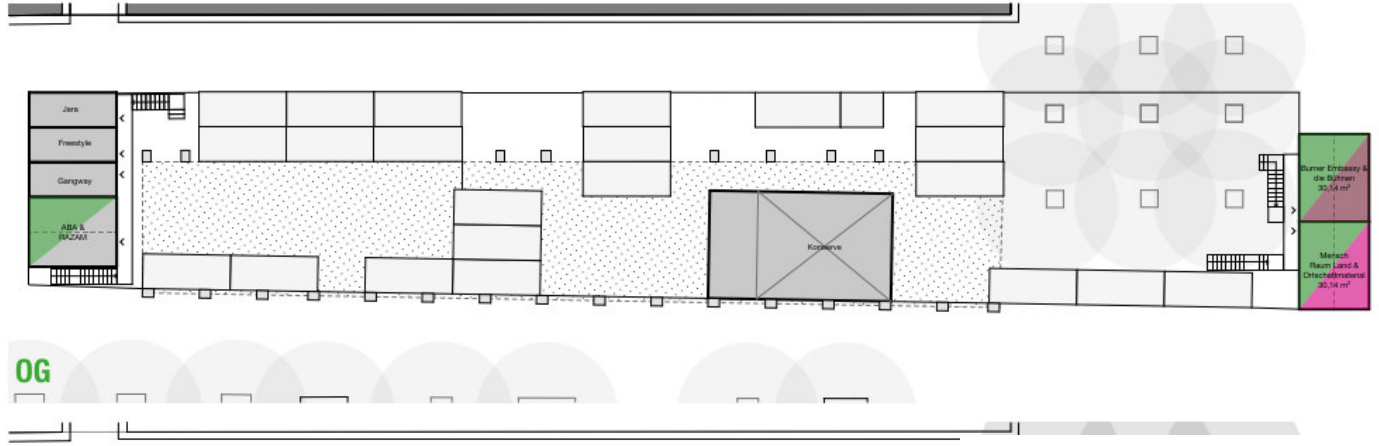 Jara
Freestyle
Gangway
ABA &
RAZAM
Konserve
Burner Embassy &
die Bühnen
30,14 m²
Mensch
Raum Land &
Ortschaftmaterial
30,14 m²
OG